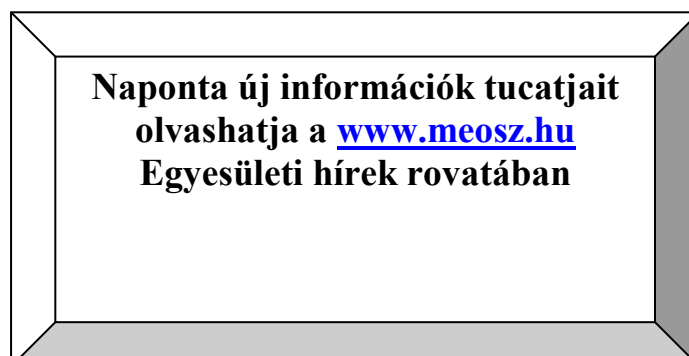 Naponta új információk tucatjait
olvashatja a www.meosz.hu
Egyesületi hírek rovatában